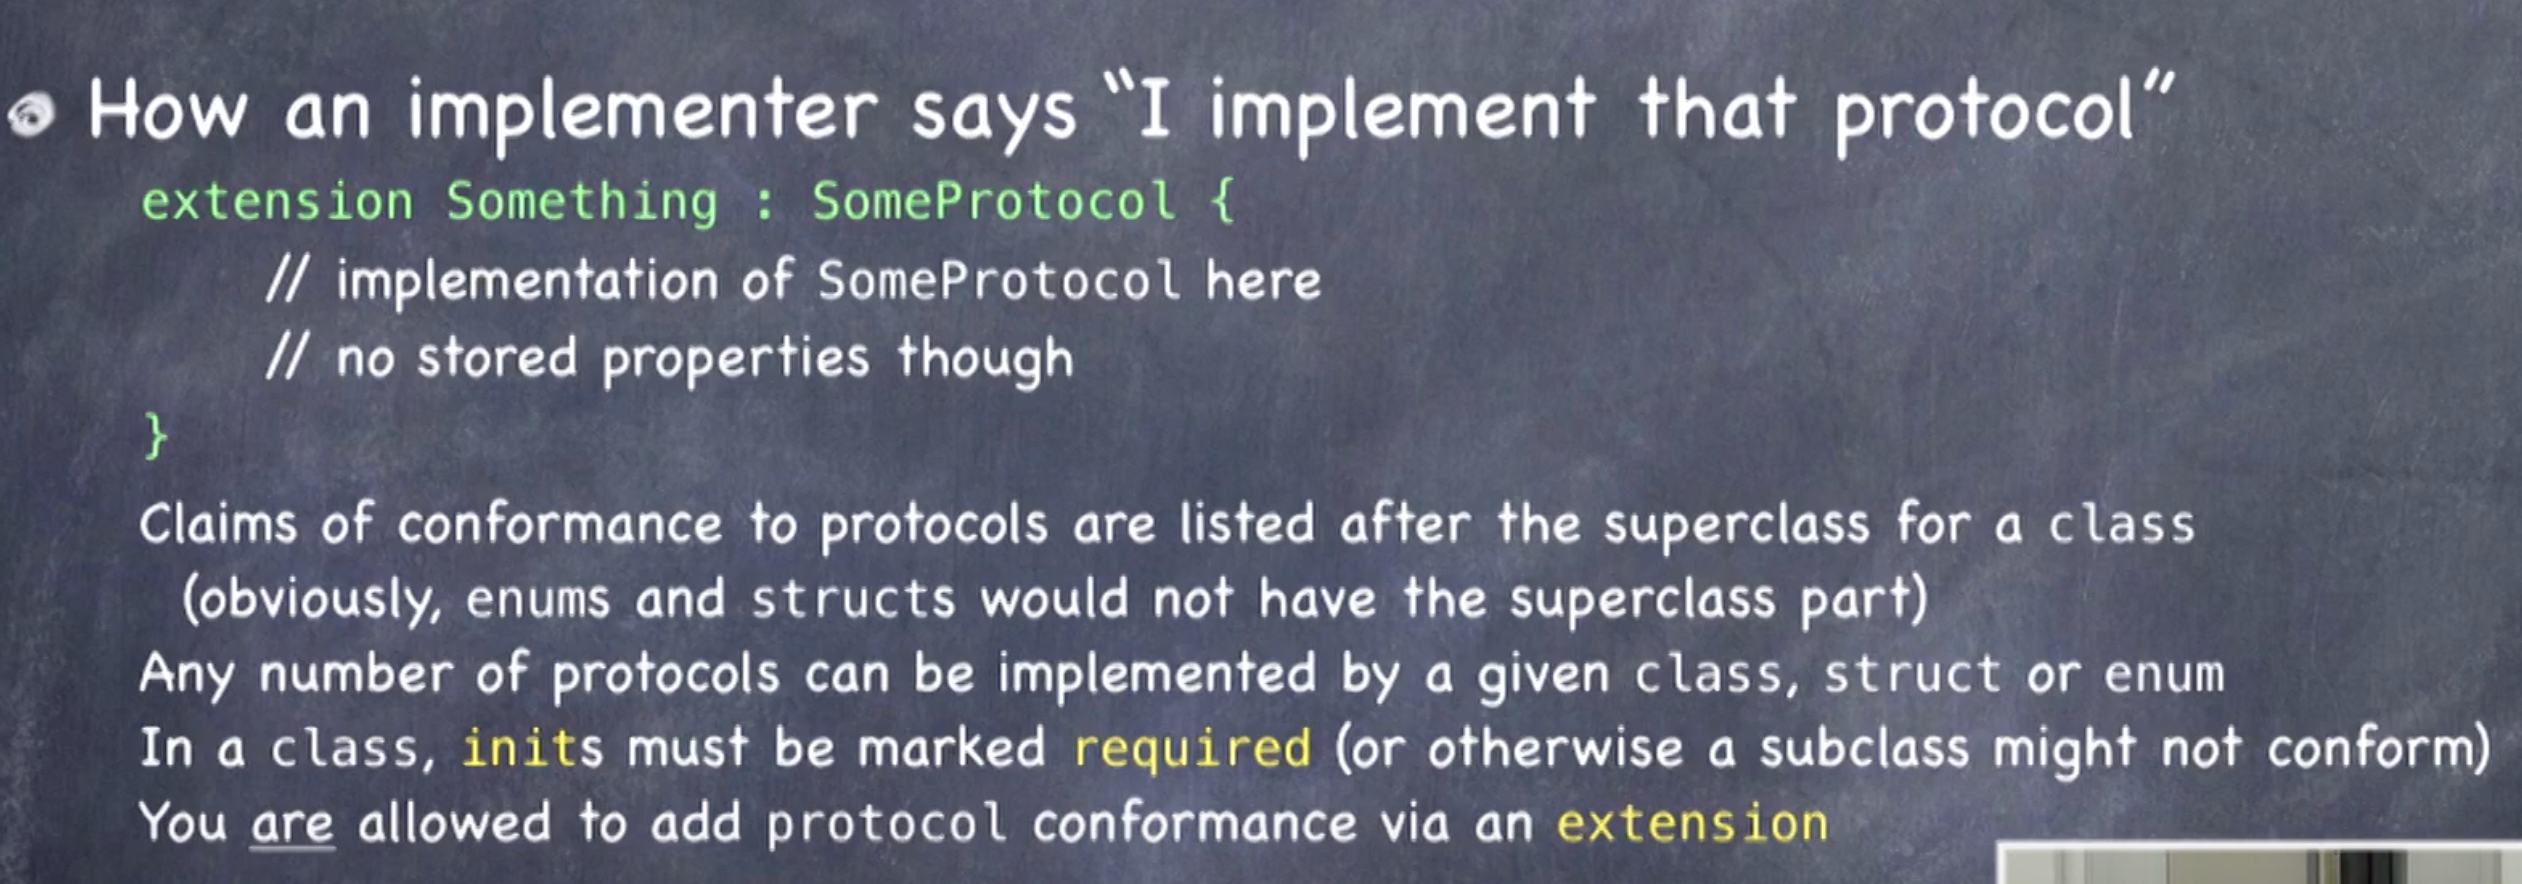 How an implementer says “I implement that protocol”
extension Something : SomeProtocol {
// implementation of SomeProtocol here
// no stored properties though
}
Claims of conformance to protocols are listed after the superclass for a class
(obviously, enums and structs would not have the superclass part)
Any number of protocols can be implemented by a given class, struct or enum
In a class, inits must be marked required (or otherwise a subclass might not conform)
You are allowed to add protocol conformance via an extension